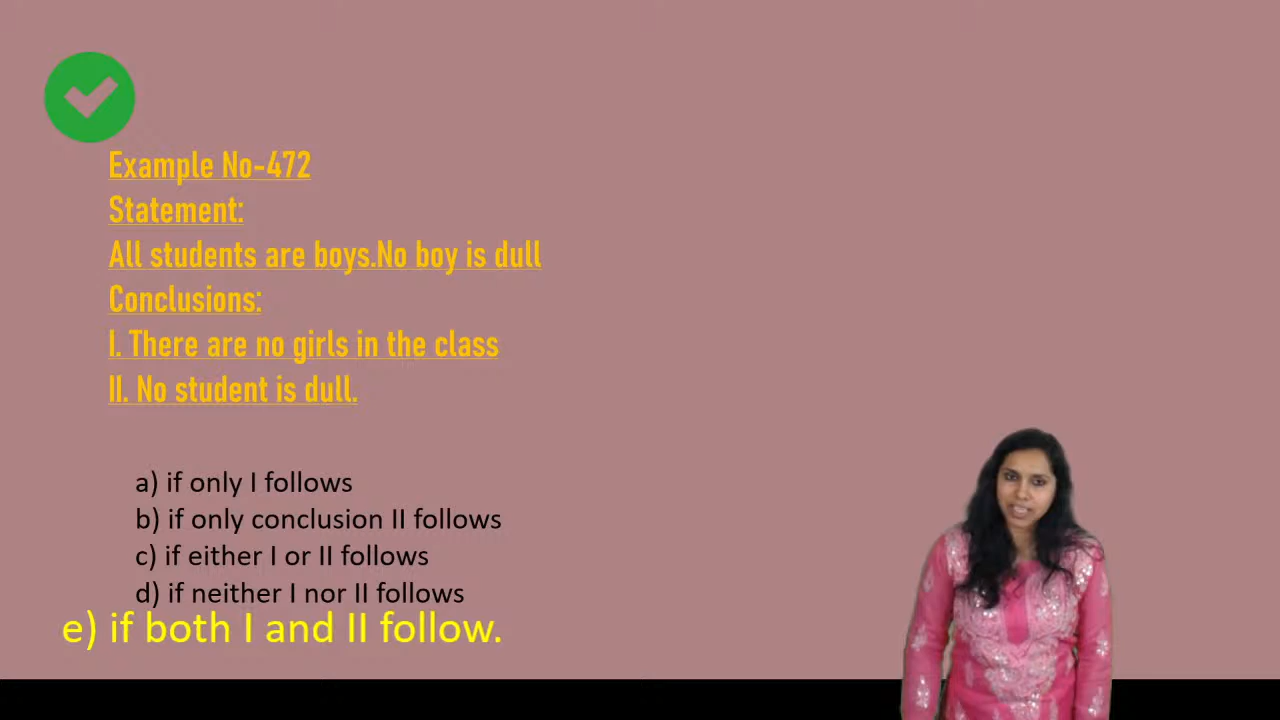 Example No-472
Statement:
All students are boys.No boy is dull
Conclusions:
I. There are no girls in the class
II. No student is dull.
a) if only I follows
b) if only conclusion II follows
c) if either I or II follows
d) if neither I nor II follows
e) if both I and II follow.